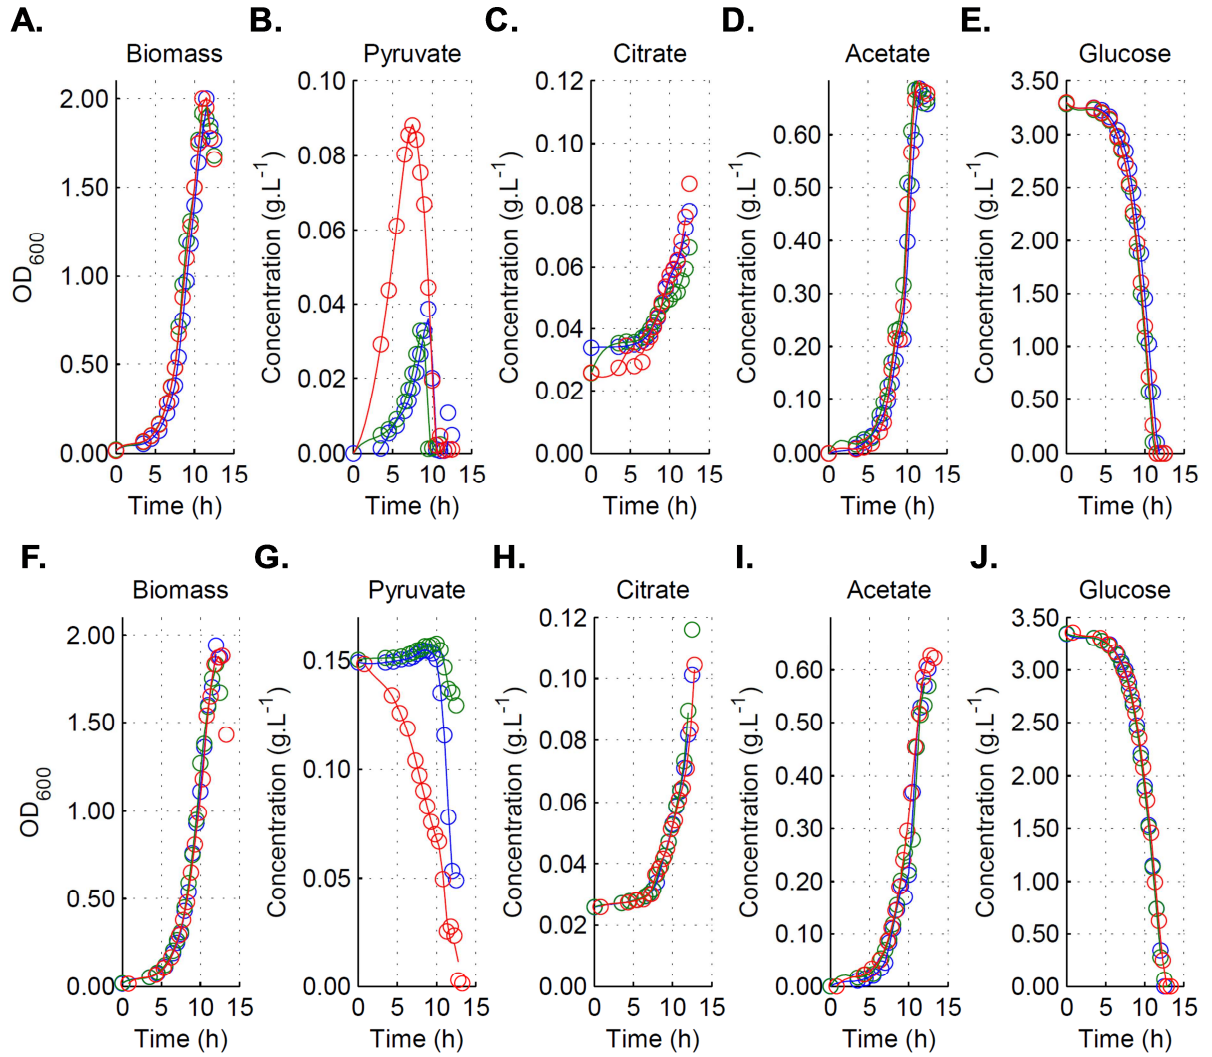 A. B. C. D. E.
Biomass Pyruvate Citrate Acetate Glucose
OD600
2.00
1.50
1.00
0.50
0.00
0 5 10 15
Time (h)
Concentration (g.L-1)
0.10
0.08
0.06
0.04
0.02
0.00
0 5 10 15
Time (h)
Concentration (g.L-1)
0.12
0.10
0.08
0.06
0.04
0.02
0.00
0 5 10 15
Time (h)
Concentration (g.L-1)
0.60
0.50
0.40
0.30
0.20
0.10
0.00
0 5 10 15
Time (h)
Concentration (g.L-1)
3.50
3.00
2.50
2.00
1.50
1.00
0.50
0.00
0 5 10 15
Time (h)
F. G. H. I. J.
Biomass Pyruvate Citrate Acetate Glucose
OD600
2.00
1.50
1.00
0.50
0.00
0 5 10 15
Time (h)
Concentration (g.L-1)
0.15
0.10
0.05
0.00
0 5 10 15
Time (h)
Concentration (g.L-1)
0.12
0.10
0.08
0.06
0.04
0.02
0.00
0 5 10 15
Time (h)
Concentration (g.L-1)
0.60
0.50
0.40
0.30
0.20
0.10
0.00
0 5 10 15
Time (h)
Concentration (g.L-1)
3.50
3.00
2.50
2.00
1.50
1.00
0.50
0.00
0 5 10 15
Time (h)